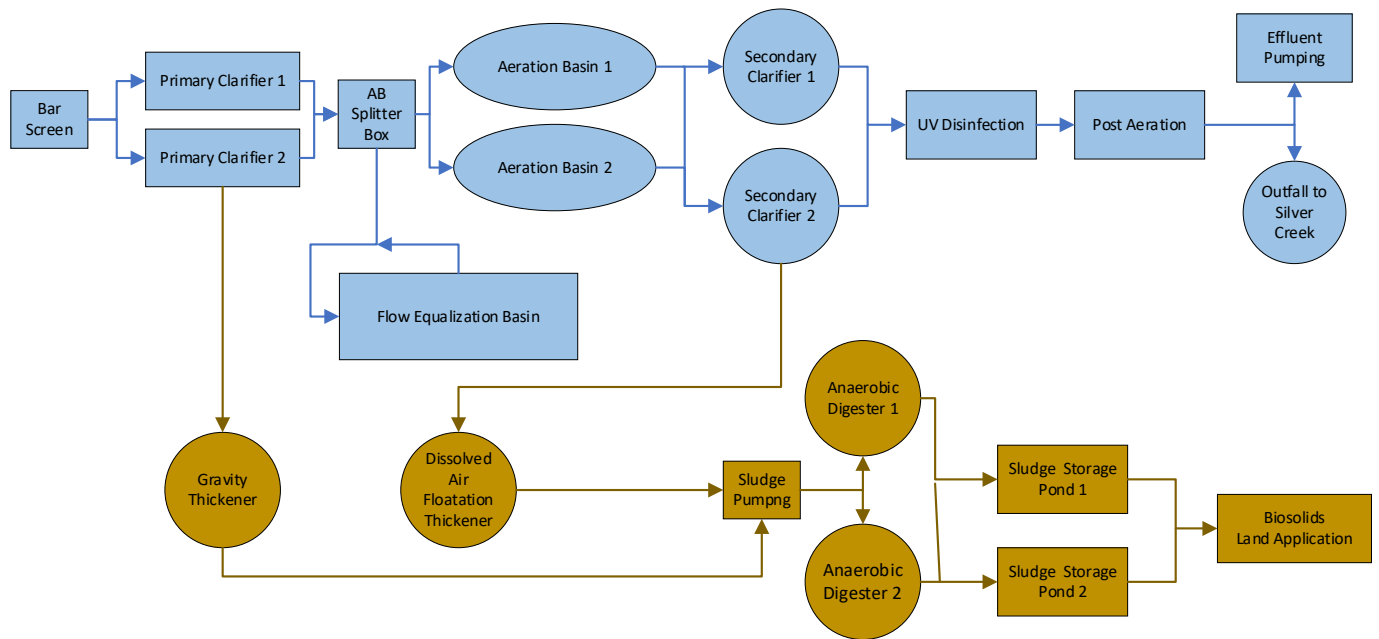 Bar
Screen
Primary Clarifier 1
Primary Clarifier 2
AB
Splitter
Box
Aeration Basin 1
Aeration Basin 2
Secondary
Clarifier 1
Secondary
Clarifier 2
UV Disinfection
Post Aeration
Effluent
Pumping
Outfall to
Silver
Creek
Flow Equalization Basin
Gravity
Thickener
Dissolved
Air
Floatation
Thickener
Sludge
Pumpng
Anaerobic
Digester 1
Anaerobic
Digester 2
Sludge Storage
Pond 1
Sludge Storage
Pond 2
Biosolids
Land Application